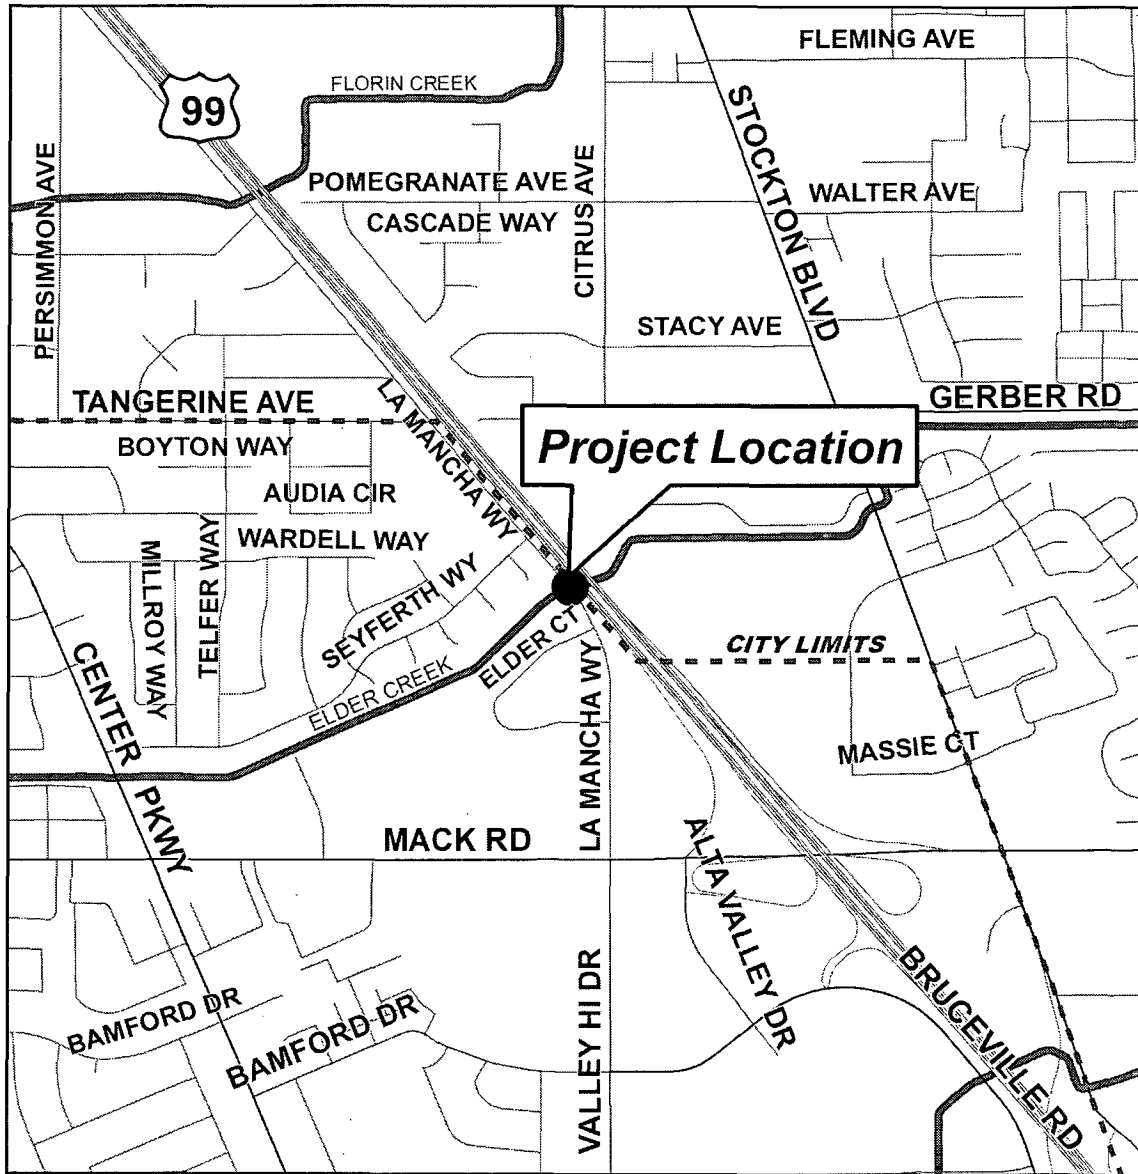 FLEMING AVE
FLORIN CREEK
99
STOCKTON BLVD
PERSIMMON AVE
POMEGRANATE AVE
CITRUS AVE
WALTER AVE
CASCADE WAY
STACY AVE
TANGERINE AVE
LA MANCHA WY
GERBER RD
BOYTON WAY
Project Location
AUDIA CIR
WARDELL WAY
MILLROY WAY
TELFER WAY
SEYFERTH WY
ELDER CT
CITY LIMITS
ELDER CREEK
LA MANCHA WY
CENTER PKWY
MASSIE CT
MACK RD
ALTA VALLEY DR
BRUCEVILLE RD
VALLEY HI DR
BAMFORD DR
BAMFORD DR